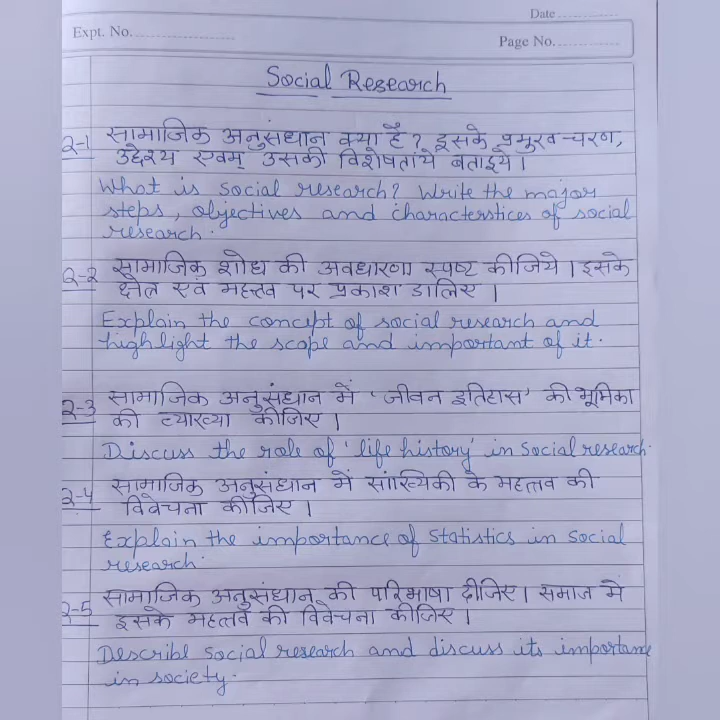 Date
Expt. No.
Page No.
Social Research
Q-1 सामाजिक अनुसंधान क्या है? इसके प्रमुख चरण,
उद्देश्य एवम् उसकी विशेषतांये बताइये।
What is social research? Write the major
steps, objectives and characterstices of social
research.
Q-2 सामाजिक शोध की अवधारणा स्पष्ट कीजिये। इसके
क्षेत्र एवं महत्तव पर प्रकाश डालिए।
Explain the concept of social research and
highlight the scope and important of it.
Q-3 सामाजिक अनुसंधान में 'जीवन इतिहास' की भूमिका
की व्याख्या कीजिए।
Discuss the role of 'life history' in social research.
Q-4 सामाजिक अनुसंधान में सांख्यिकी के महत्तव की
विवेचना कीजिए।
Explain the importance of statistics in social
research.
Q-5 सामाजिक अनुसंधान की परिभाषा दीजिए। समाज में
इसके महत्तव की विवेचना कीजिए।
Describe social research and discuss its importance
in society.